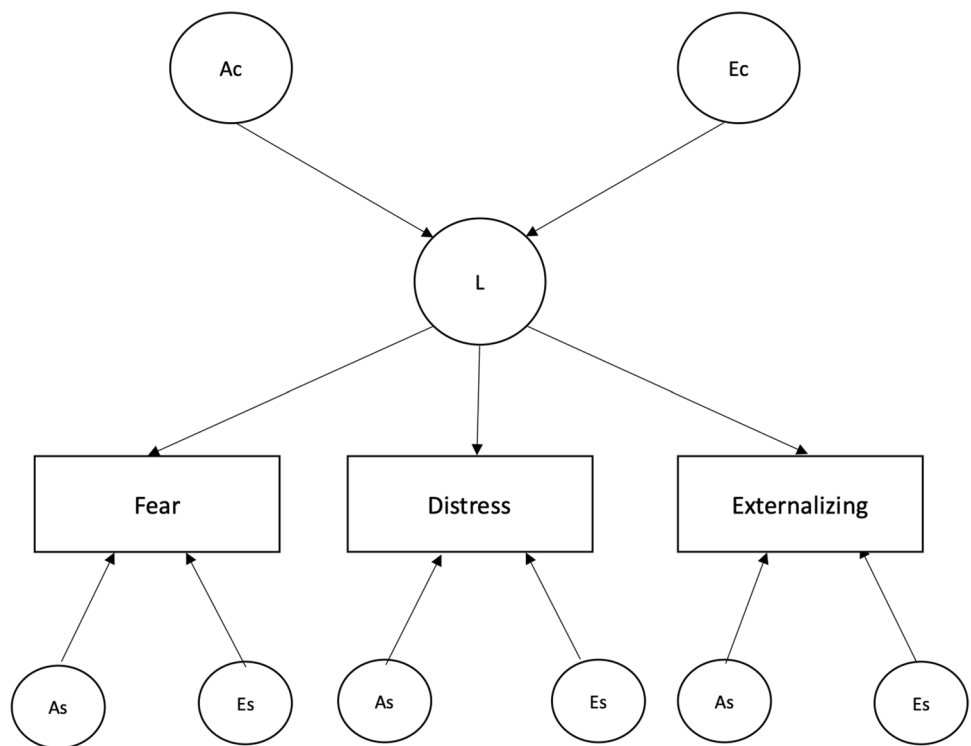 Ac
Ec
L
Fear
Distress
Externalizing
As
Es
As
Es
As
Es